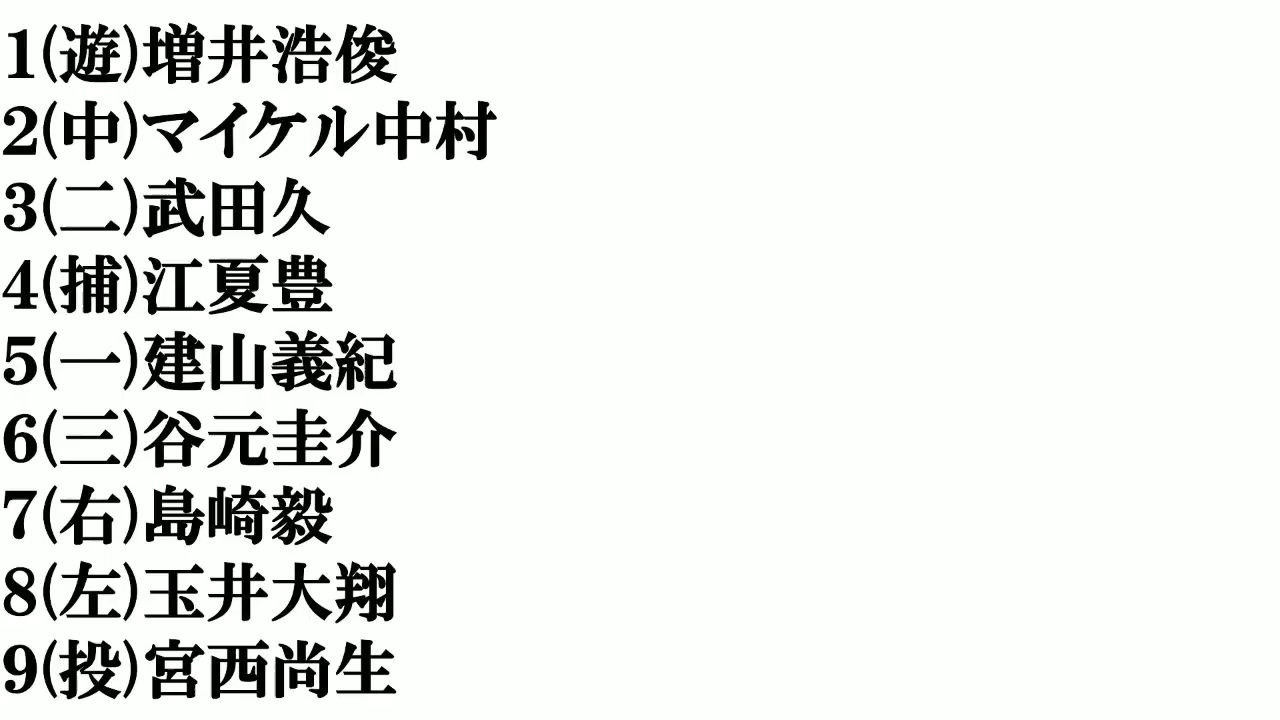 1(遊)増井浩俊
2(中)マイケル中村
3(二)武田久
4(捕)江夏豊
5(一)建山義紀
6(三)谷元圭介
7(右)島崎毅
8(左)玉井大翔
9(投)宮西尚生